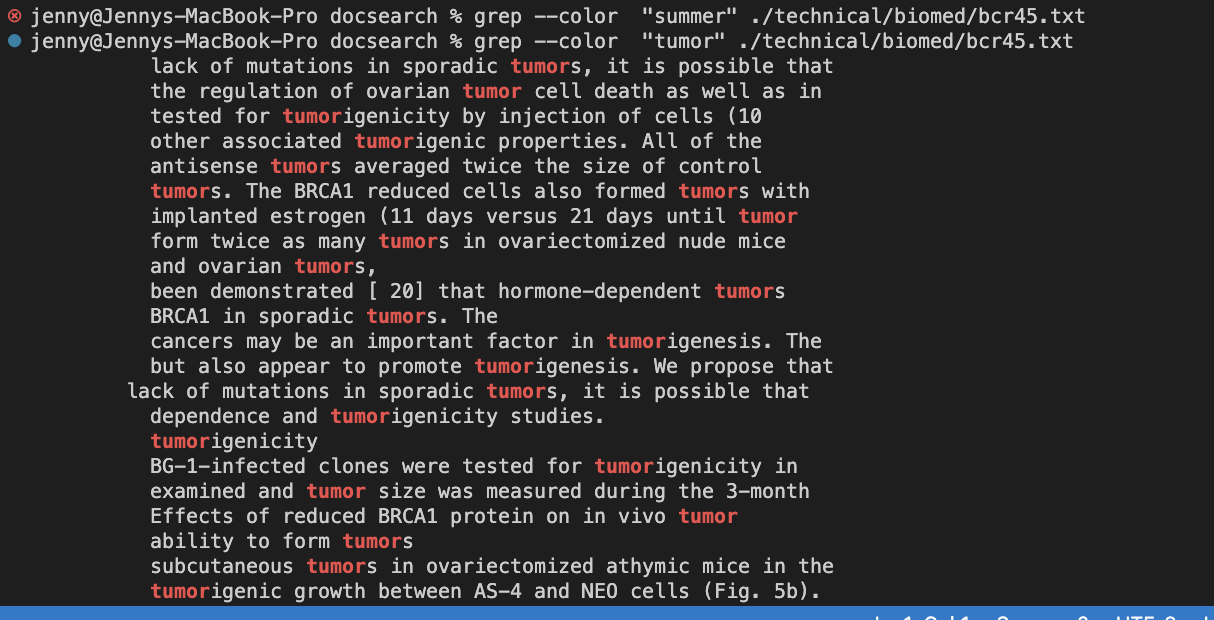 jenny@Jennys-MacBook-Pro docsearch % grep --color  "summer" ./technical/biomed/bcr45.txt
jenny@Jennys-MacBook-Pro docsearch % grep --color  "tumor" ./technical/biomed/bcr45.txt
lack of mutations in sporadic tumors, it is possible that
the regulation of ovarian tumor cell death as well as in
tested for tumorigenicity by injection of cells (10
other associated tumorigenic properties. All of the
antisense tumors averaged twice the size of control
tumors. The BRCA1 reduced cells also formed tumors with
implanted estrogen (11 days versus 21 days until tumor
form twice as many tumors in ovariectomized nude mice
and ovarian tumors,
been demonstrated [ 20] that hormone-dependent tumors
BRCA1 in sporadic tumors. The
cancers may be an important factor in tumorigenesis. The
but also appear to promote tumorigenesis. We propose that
lack of mutations in sporadic tumors, it is possible that
dependence and tumorigenicity studies.
tumorigenicity
BG-1-infected clones were tested for tumorigenicity in
examined and tumor size was measured during the 3-month
Effects of reduced BRCA1 protein on in vivo tumor
ability to form tumors
subcutaneous tumors in ovariectomized athymic mice in the
tumorigenic growth between AS-4 and NEO cells (Fig. 5b).